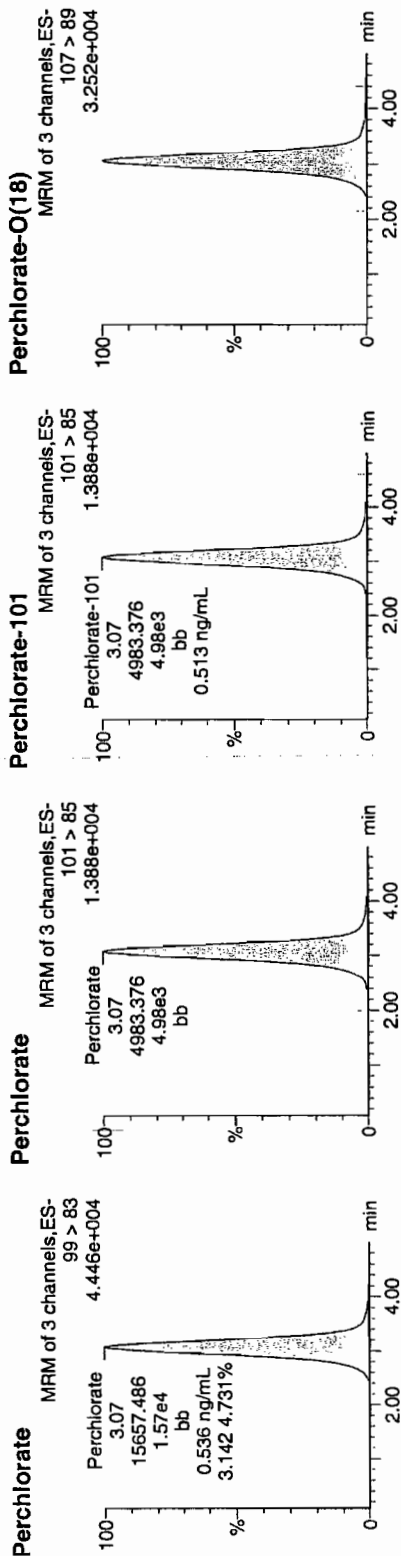 Perchlorate
MRM of 3 channels,ES-
99 > 83
4.446e+004
100
Perchlorate
3.07
15657.486
1.57e4
bb
0.536 ng/mL
3.142 4.731%
%
0
2.00
4.00
min
Perchlorate
MRM of 3 channels,ES-
101 > 85
1.388e+004
100
Perchlorate
3.07
4983.376
4.98e3
bb
%
0
2.00
4.00
min
Perchlorate-101
MRM of 3 channels,ES-
101 > 85
1.388e+004
100
Perchlorate-101
3.07
4983.376
4.98e3
bb
0.513 ng/mL
%
0
2.00
4.00
min
Perchlorate-O(18)
MRM of 3 channels,ES-
107 > 89
3.252e+004
100
%
0
2.00
4.00
min